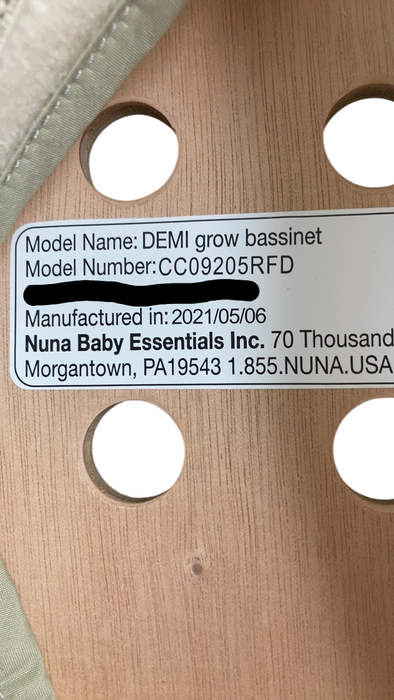 Model Name: DEMI grow bassinet
Model Number:CC09205RFD
Manufactured in: 2021/05/06
Nuna Baby Essentials Inc. 70 Thousand
Morgantown, PA19543 1.855.NUNA.USA